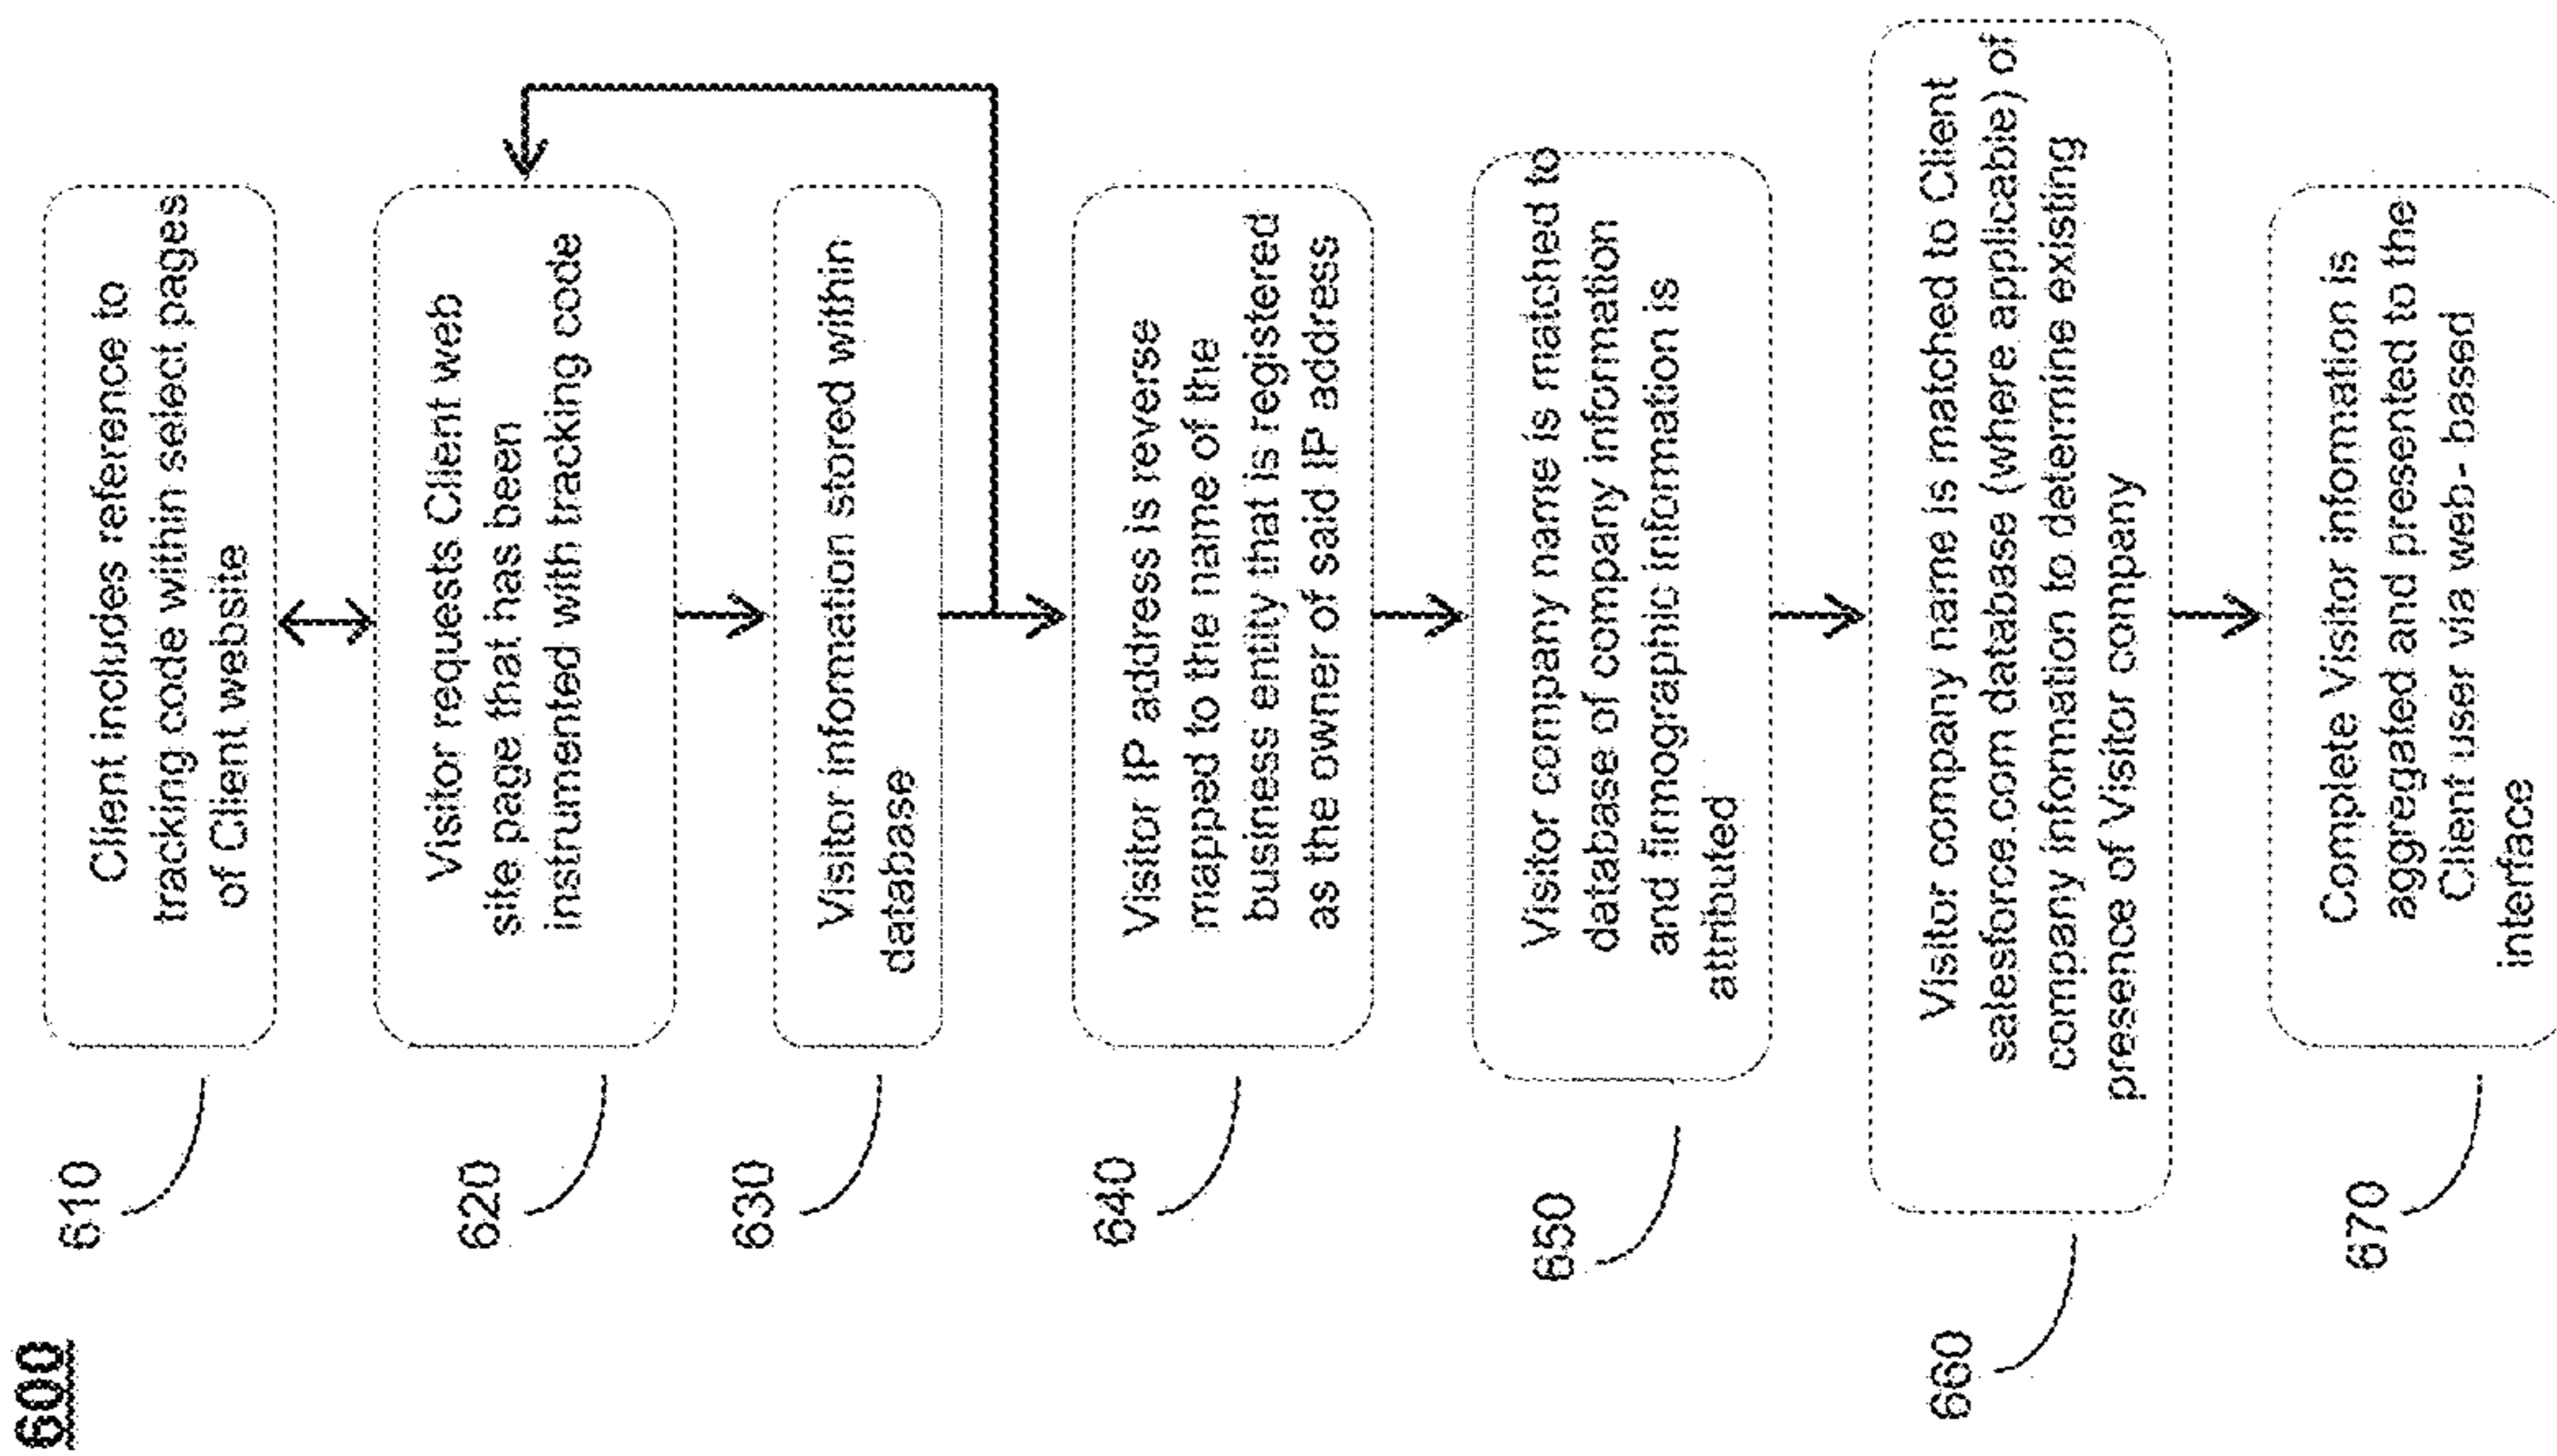 600
610
Client includes reference to
tracking code within select pages
of Client website
620
Visitor requests Client web
site page that has been
instrumented with tracking code
630
Visitor information stored within
database
640
Visitor IP address is reverse
mapped to the name of the
business entity that is registered
as the owner of said IP address
650
Visitor company name is matched to
database of company information
and firmographic information is
attributed
660
Visitor company name is matched to Client
salesforce.com database (where applicable) of
company information to determine existing
presence of Visitor company
670
Complete Visitor information is
aggregated and presented to the
Client user via web- based
interface